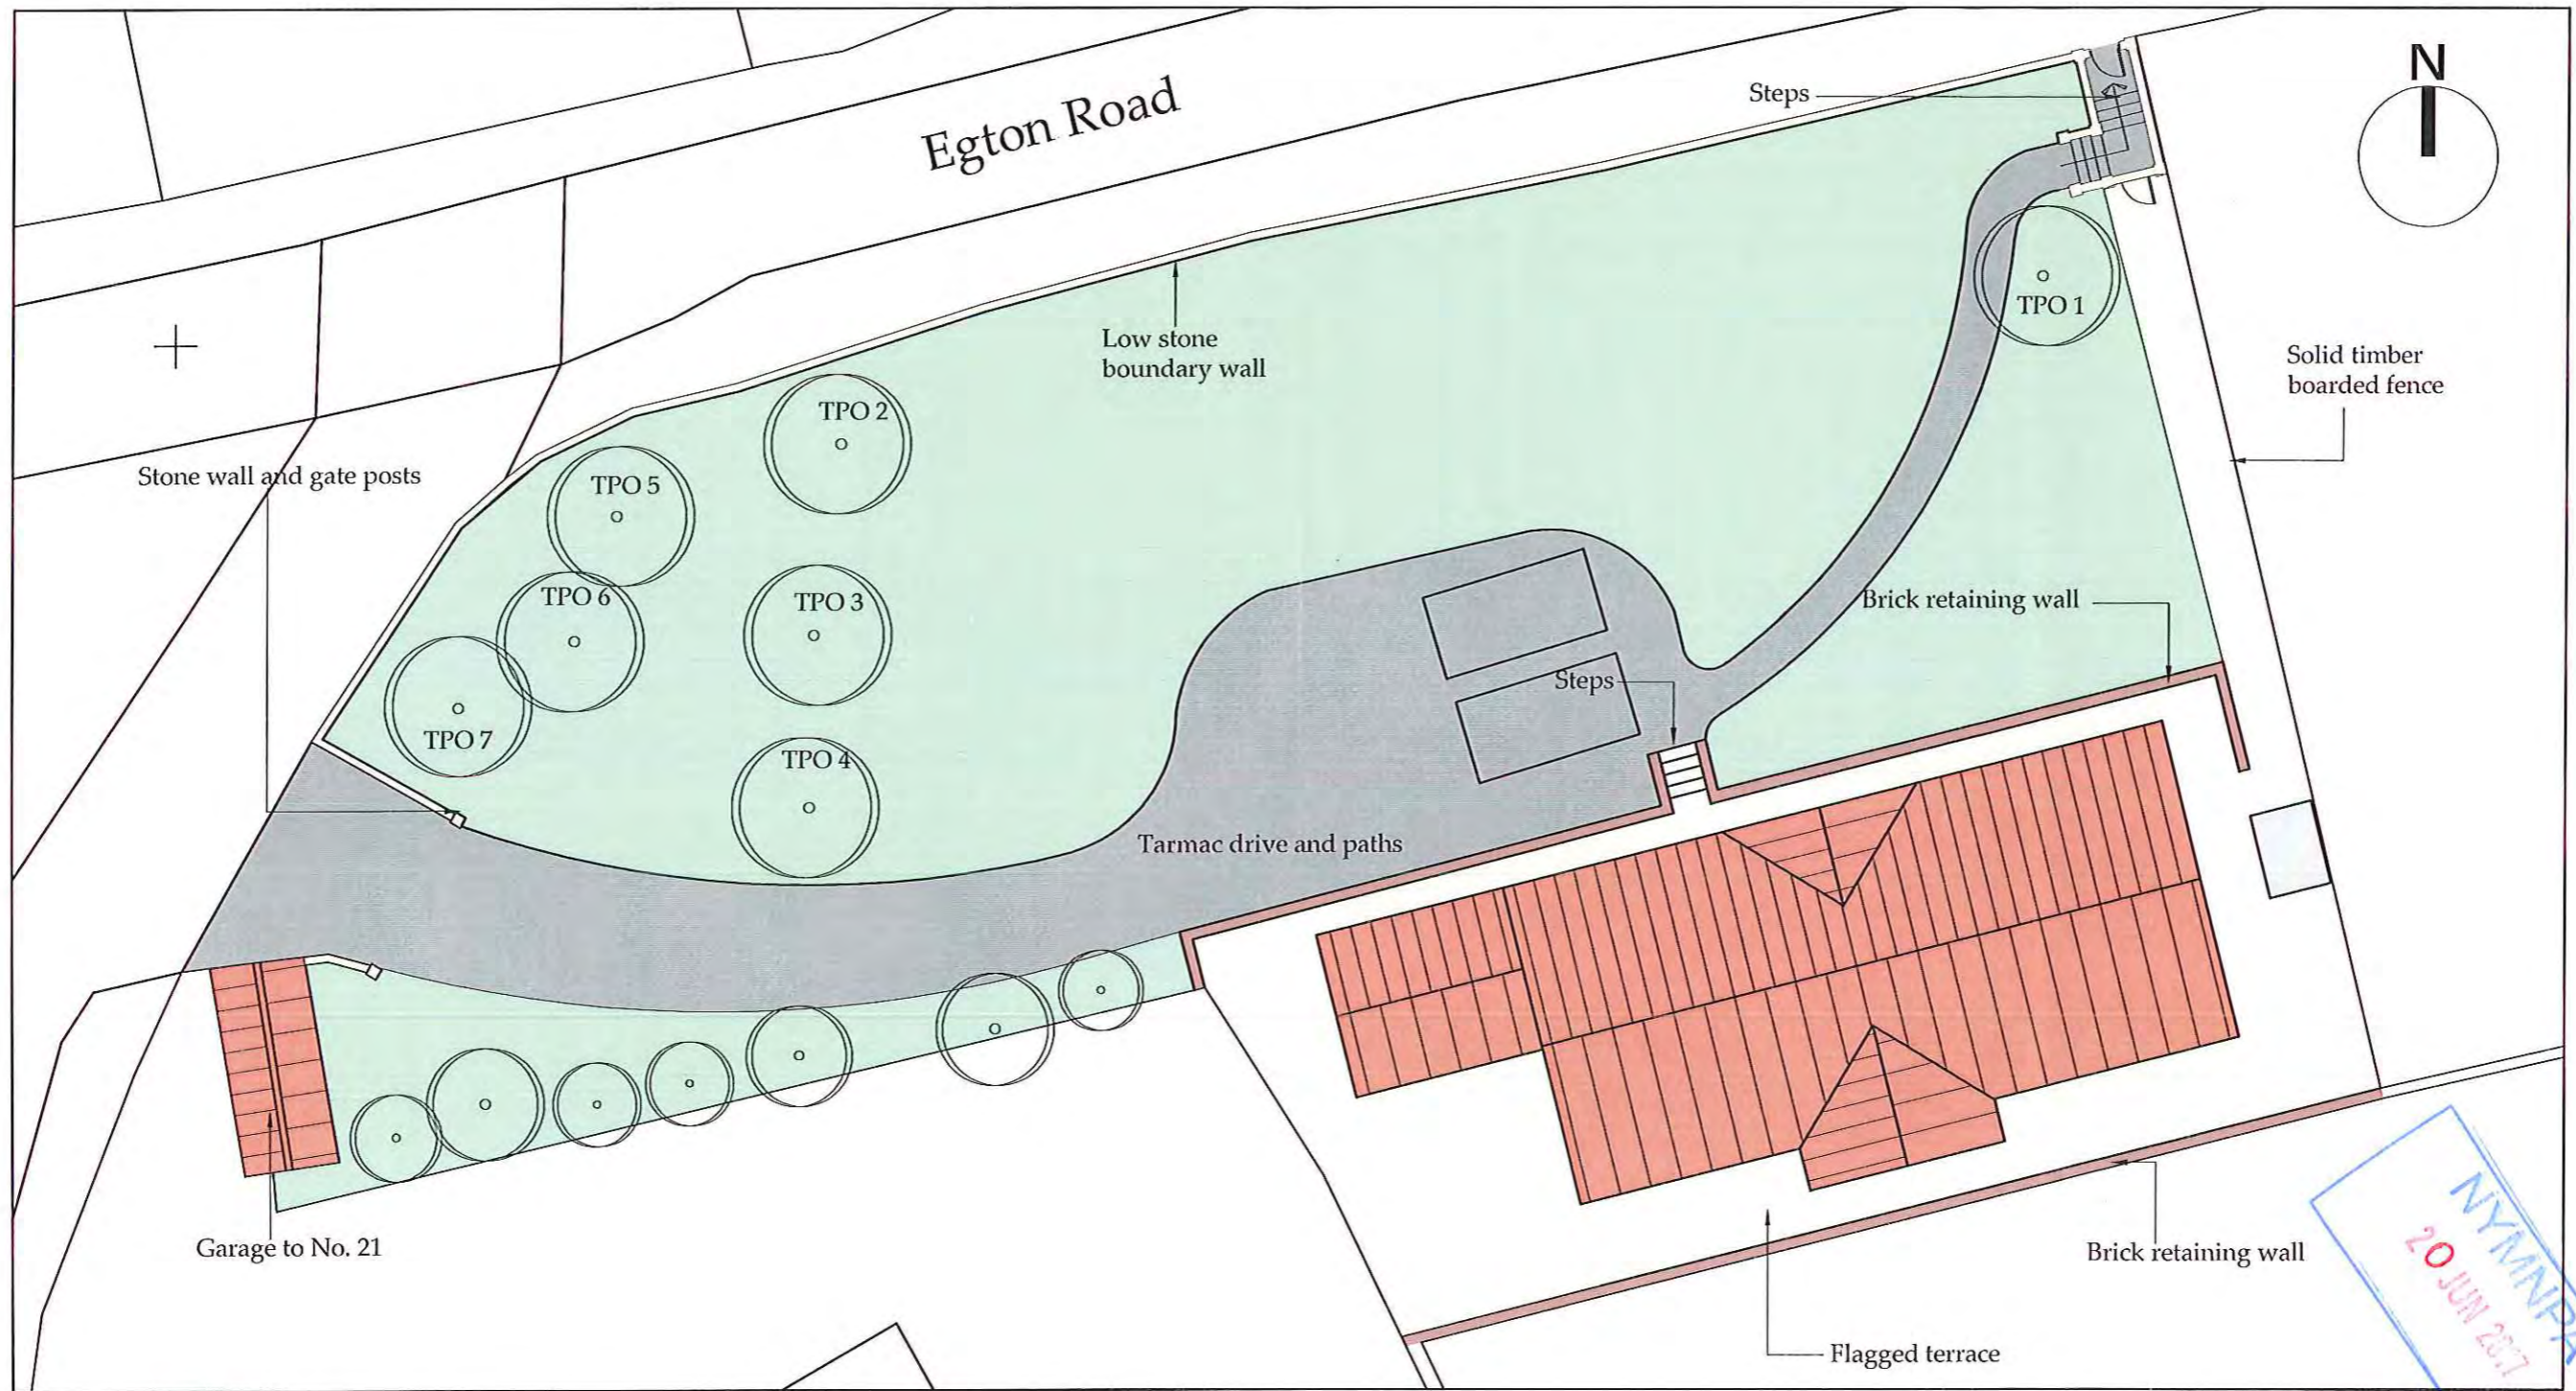 N
Egton Road
Steps
TPO 1
Low stone
boundary wall
Solid timber
boarded fence
TPO 2
Stone wall and gate posts
TPO 5
TPO 6
TPO 3
Brick retaining wall
Steps
TPO 7
TPO 4
Tarmac drive and paths
Garage to No. 21
Brick retaining wall
Flagged terrace
NYMNPA
20 JUN 2017